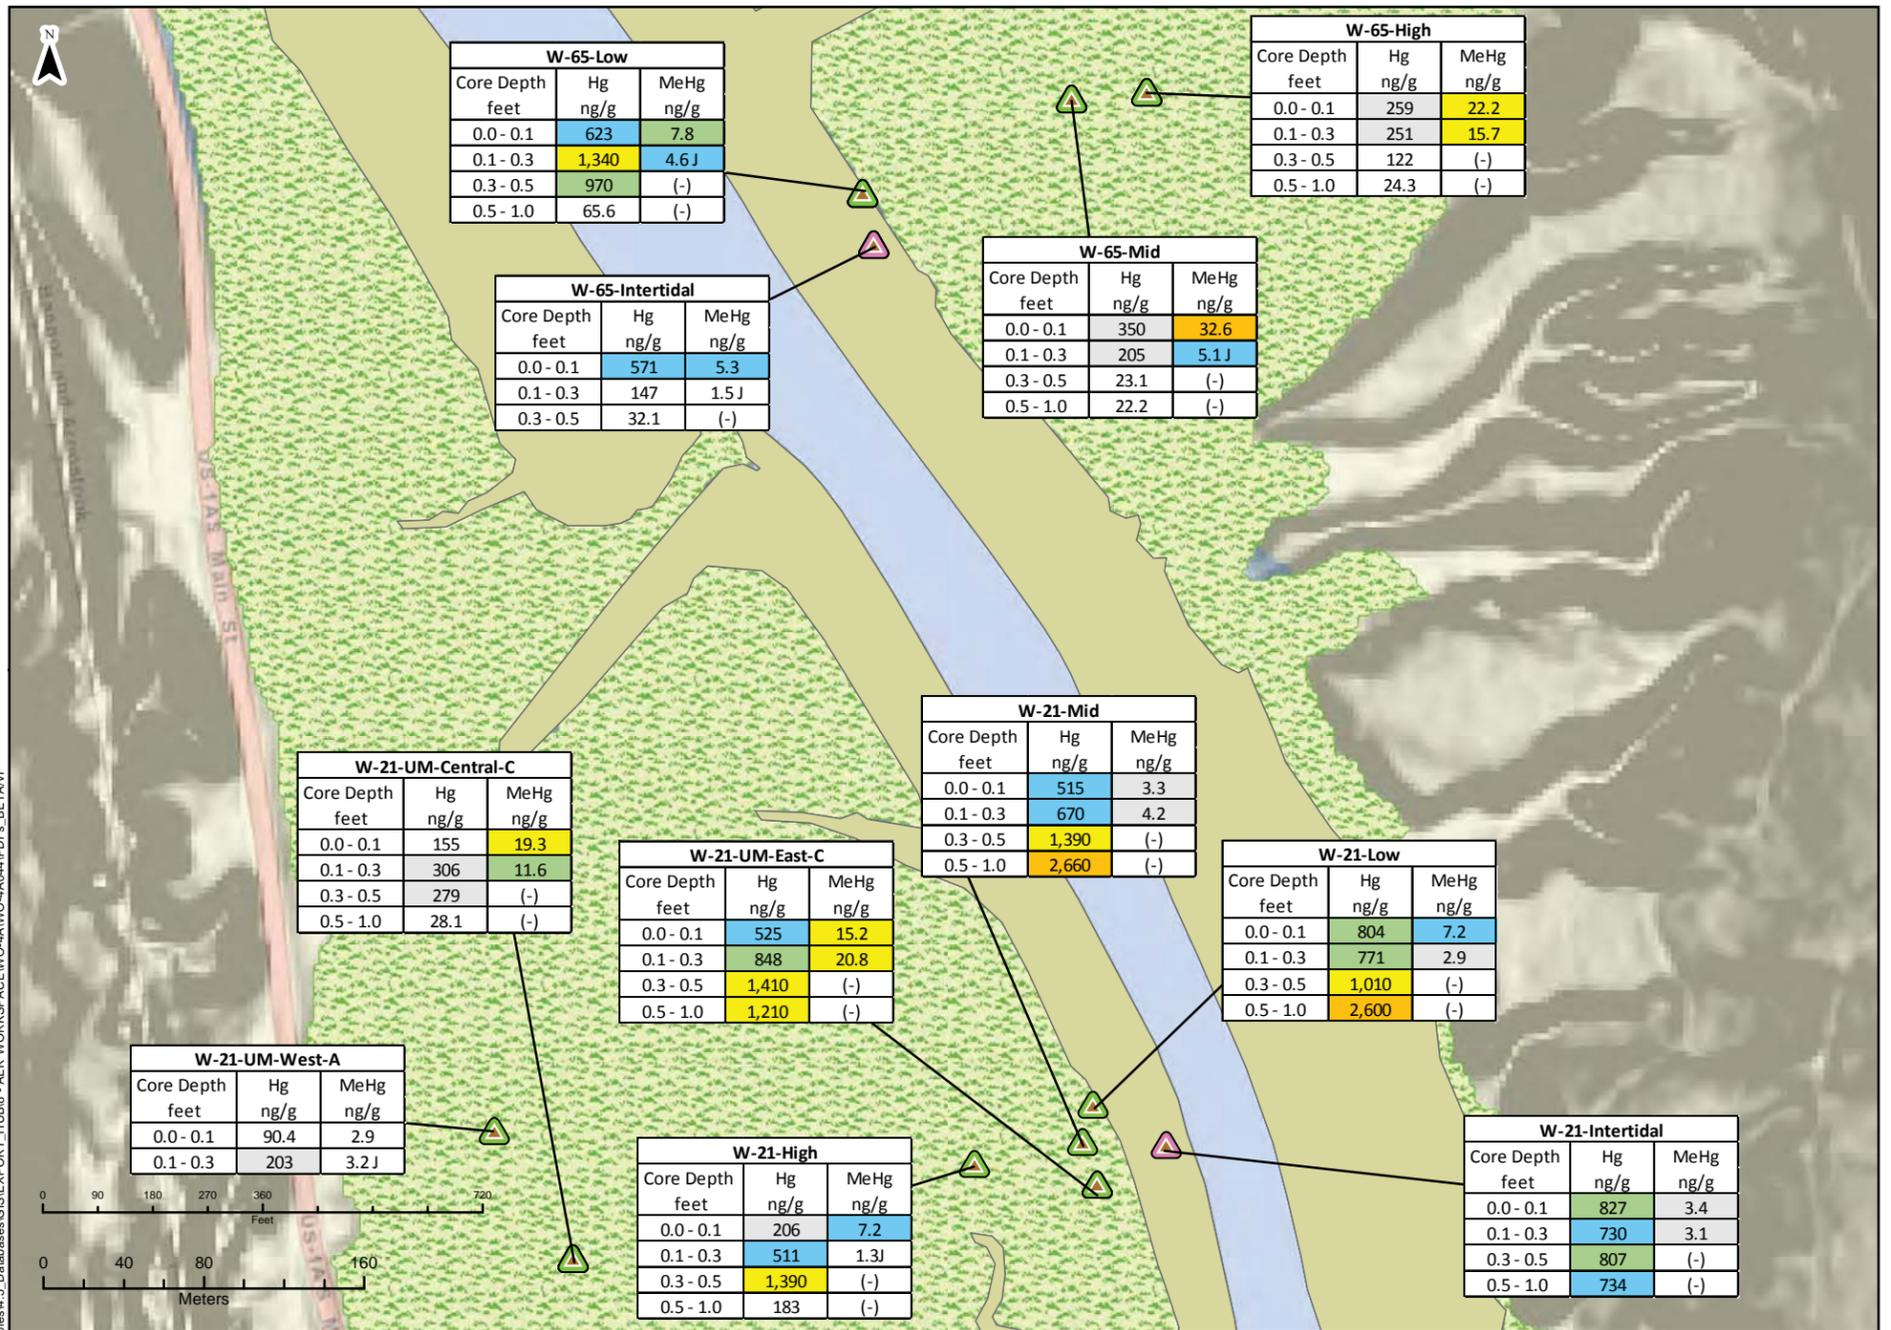 N
W-65-Low
Core Depth feet Hg ng/g MeHg ng/g
0.0 - 0.1 623 7.8
0.1 - 0.3 1,340 4.6 J
0.3 - 0.5 970 (-)
0.5 - 1.0 65.6 (-)
W-65-High
Core Depth feet Hg ng/g MeHg ng/g
0.0 - 0.1 259 22.2
0.1 - 0.3 251 15.7
0.3 - 0.5 122 (-)
0.5 - 1.0 24.3 (-)
W-65-Intertidal
Core Depth feet Hg ng/g MeHg ng/g
0.0 - 0.1 571 5.3
0.1 - 0.3 147 1.5 J
0.3 - 0.5 32.1 (-)
W-65-Mid
Core Depth feet Hg ng/g MeHg ng/g
0.0 - 0.1 350 32.6
0.1 - 0.3 205 5.1 J
0.3 - 0.5 23.1 (-)
0.5 - 1.0 22.2 (-)
US-1A S Main St
W-21-Mid
Core Depth feet Hg ng/g MeHg ng/g
0.0 - 0.1 515 3.3
0.1 - 0.3 670 4.2
0.3 - 0.5 1,390 (-)
0.5 - 1.0 2,660 (-)
W-21-UM-Central-C
Core Depth feet Hg ng/g MeHg ng/g
0.0 - 0.1 155 19.3
0.1 - 0.3 306 11.6
0.3 - 0.5 279 (-)
0.5 - 1.0 28.1 (-)
W-21-UM-East-C
Core Depth feet Hg ng/g MeHg ng/g
0.0 - 0.1 525 15.2
0.1 - 0.3 848 20.8
0.3 - 0.5 1,410 (-)
0.5 - 1.0 1,210 (-)
W-21-Low
Core Depth feet Hg ng/g MeHg ng/g
0.0 - 0.1 804 7.2
0.1 - 0.3 771 2.9
0.3 - 0.5 1,010 (-)
0.5 - 1.0 2,600 (-)
W-21-UM-West-A
Core Depth feet Hg ng/g MeHg ng/g
0.0 - 0.1 90.4 2.9
0.1 - 0.3 203 3.2 J
W-21-High
Core Depth feet Hg ng/g MeHg ng/g
0.0 - 0.1 206 7.2
0.1 - 0.3 511 1.3J
0.3 - 0.5 1,390 (-)
0.5 - 1.0 183 (-)
W-21-Intertidal
Core Depth feet Hg ng/g MeHg ng/g
0.0 - 0.1 827 3.4
0.1 - 0.3 730 3.1
0.3 - 0.5 807 (-)
0.5 - 1.0 734 (-)
0 90 180 270 360 720
Feet
0 40 80 160
Meters
US-1A S